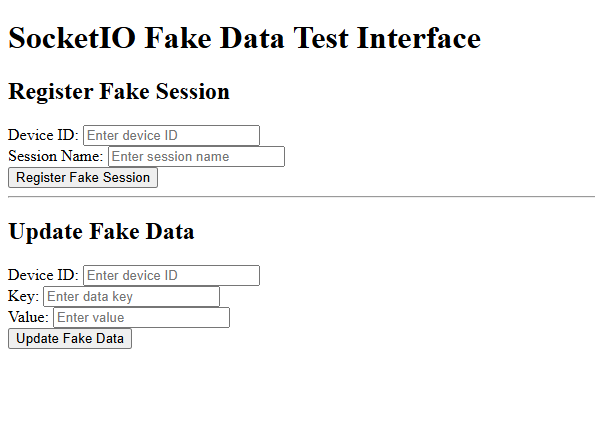 SocketIO Fake Data Test Interface
Register Fake Session
Device ID: Enter device ID
Session Name: Enter session name
Register Fake Session
Update Fake Data
Device ID: Enter device ID
Key: Enter data key
Value: Enter value
Update Fake Data